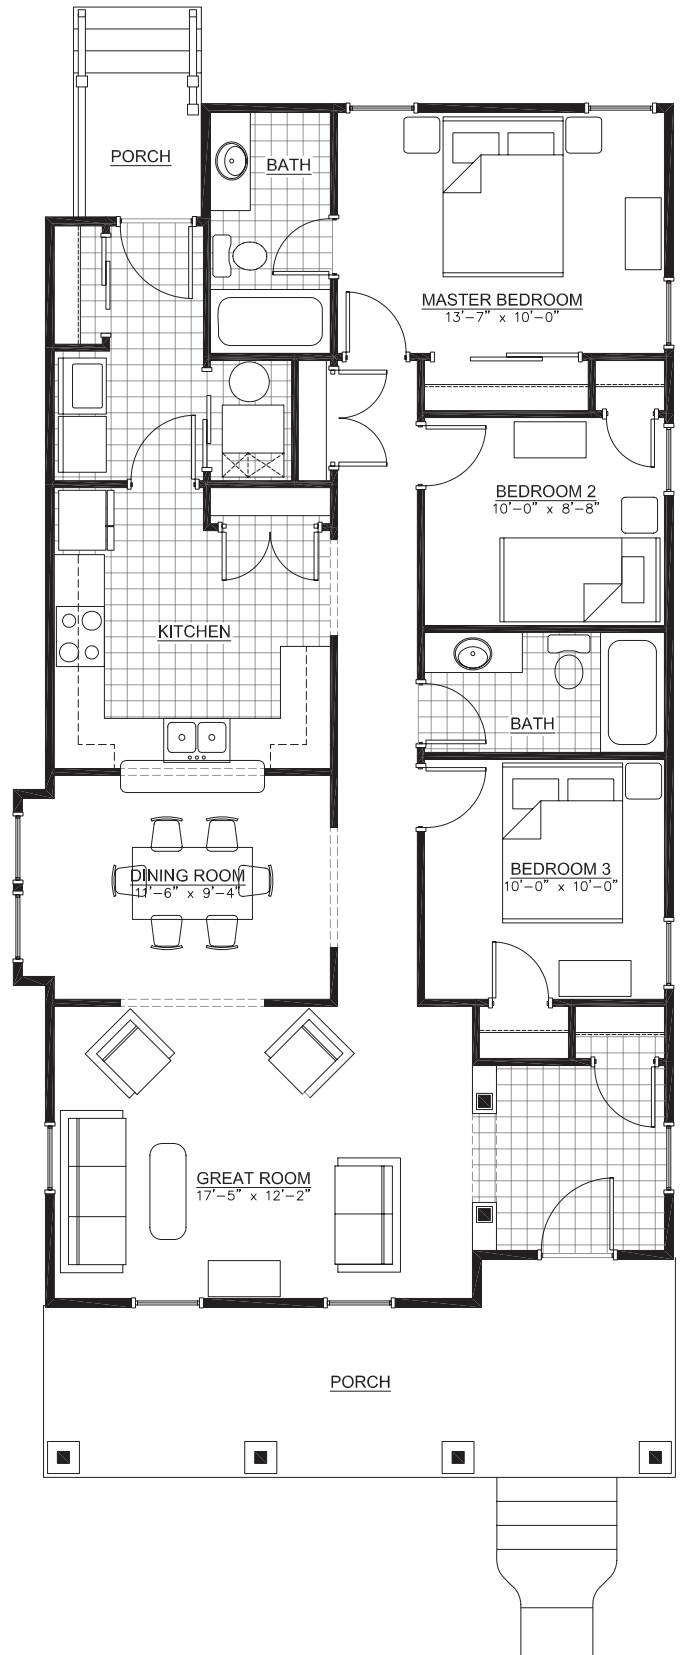 PORCH
BATH
MASTER BEDROOM
13'-7" x 10'-0"
BEDROOM 2
10'-0" x 8'-8"
KITCHEN
BATH
DINING ROOM
11'-6" x 9'-4"
BEDROOM 3
10'-0" x 10'-0"
GREAT ROOM
17'-5" x 12'-2"
PORCH